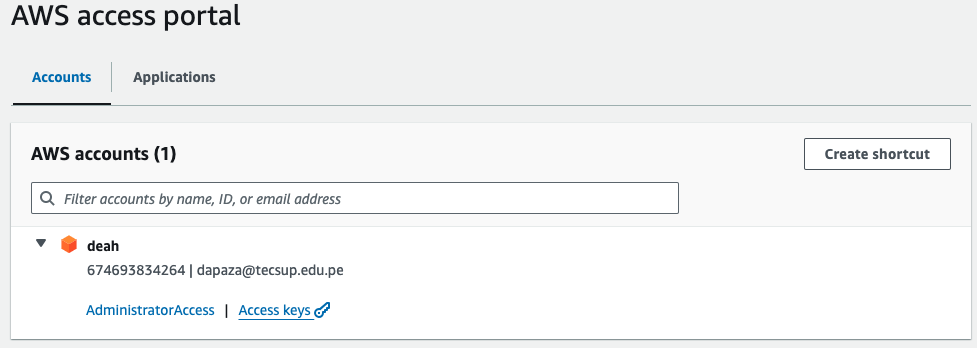 AWS access portal
Accounts
Applications
AWS accounts (1)
Create shortcut
Filter accounts by name, ID, or email address
deah
674693834264 | dapaza@tecsup.edu.pe
AdministratorAccess | Access keys